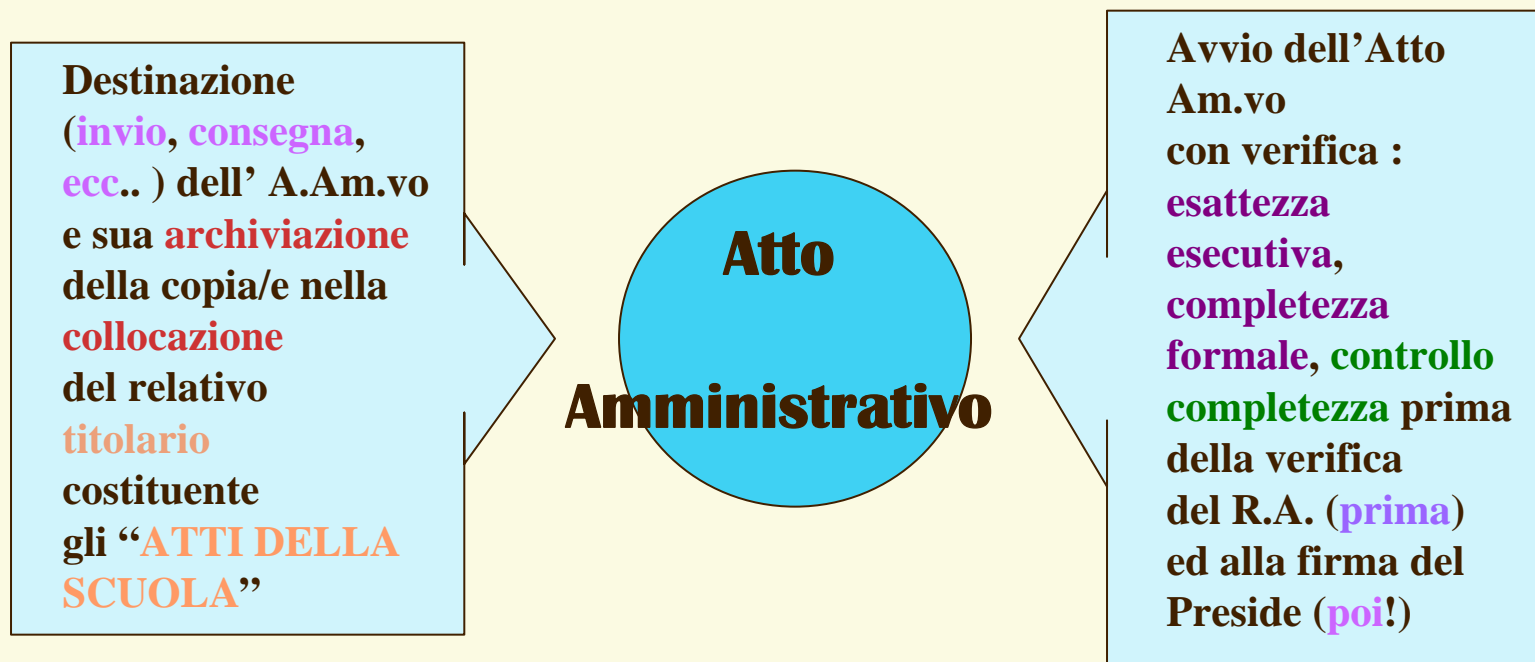 Destinazione
(invio, consegna,
ecc.. ) dell’ A.Am.vo
e sua archiviazione
della copia/e nella
collocazione
del relativo
titolario
costituente
gli “ATTI DELLA
SCUOLA”
Atto
Amministrativo
Avvio dell’Atto
Am.vo
con verifica :
esattezza
esecutiva,
completezza
formale, controllo
completezza prima
della verifica
del R.A. (prima)
ed alla firma del
Preside (poi!)